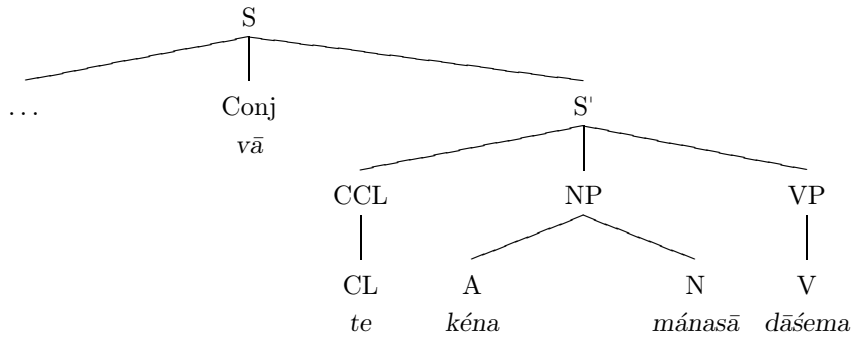 S
... Conj S'
vā
CCL NP VP
CL A N V
te kéna mánasā dāśema